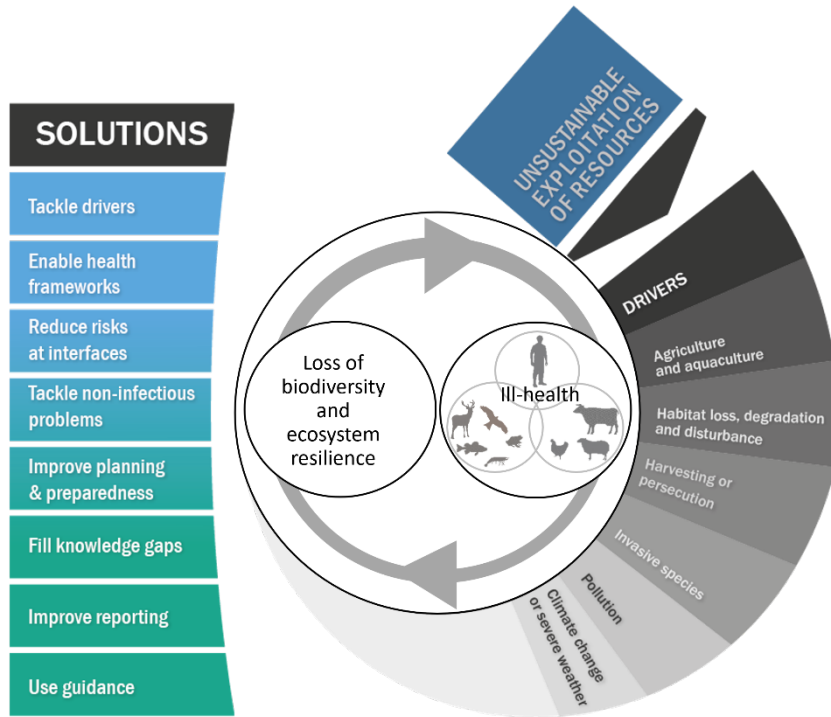 SOLUTIONS
Tackle drivers
Enable health
frameworks
Reduce risks
at interfaces
Tackle non-infectious
problems
Improve planning
& preparedness
Fill knowledge gaps
Improve reporting
Use guidance
Loss of
biodiversity
and
ecosystem
resilience
Ill-health
UNSUSTAINABLE
EXPLOITATION
OF RESOURCES
DRIVERS
Agriculture
and aquaculture
Habitat loss, degradation
and disturbance
Harvesting or
persecution
Invasive species
Pollution
Climate change
or severe weather